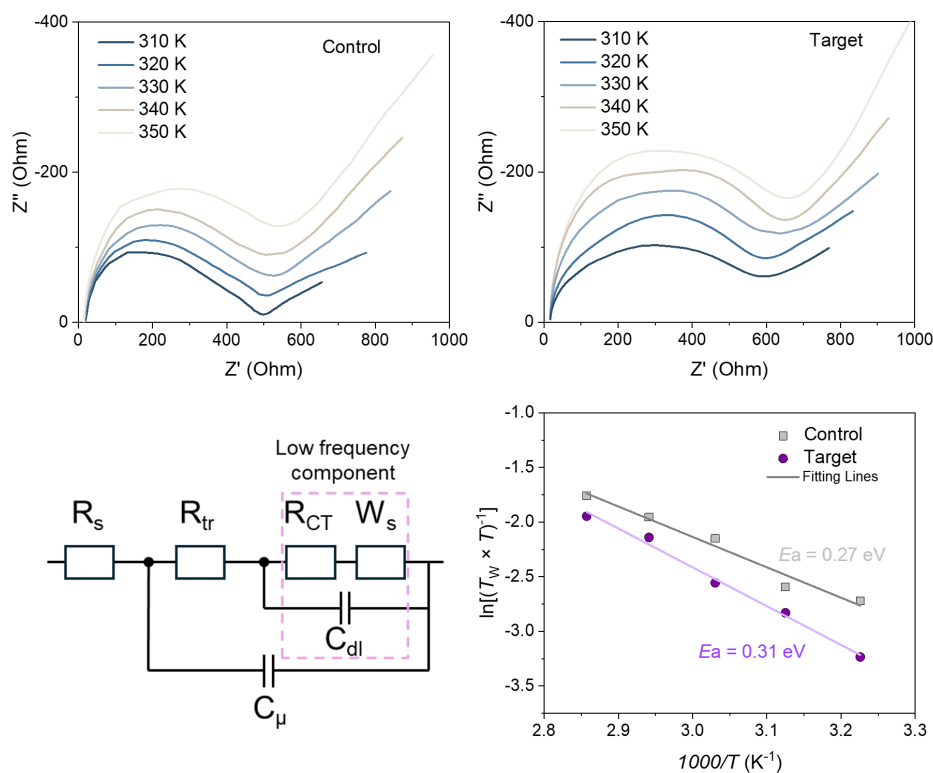 -400
-200
0
0
200
400
600
800
1000
Z'' (Ohm)
Z' (Ohm)
310 K
320 K
330 K
340 K
350 K
Control
-400
-200
0
0
200
400
600
800
1000
Z'' (Ohm)
Z' (Ohm)
310 K
320 K
330 K
340 K
350 K
Target
Low frequency
component
Rs
Rtr
RCT
Ws
Cdl
Cμ
-1.0
-1.5
-2.0
-2.5
-3.0
-3.5
2.8
2.9
3.0
3.1
3.2
3.3
ln[(TW × T)-1]
1000/T (K-1)
Control
Target
Fitting Lines
Ea = 0.27 eV
Ea = 0.31 eV